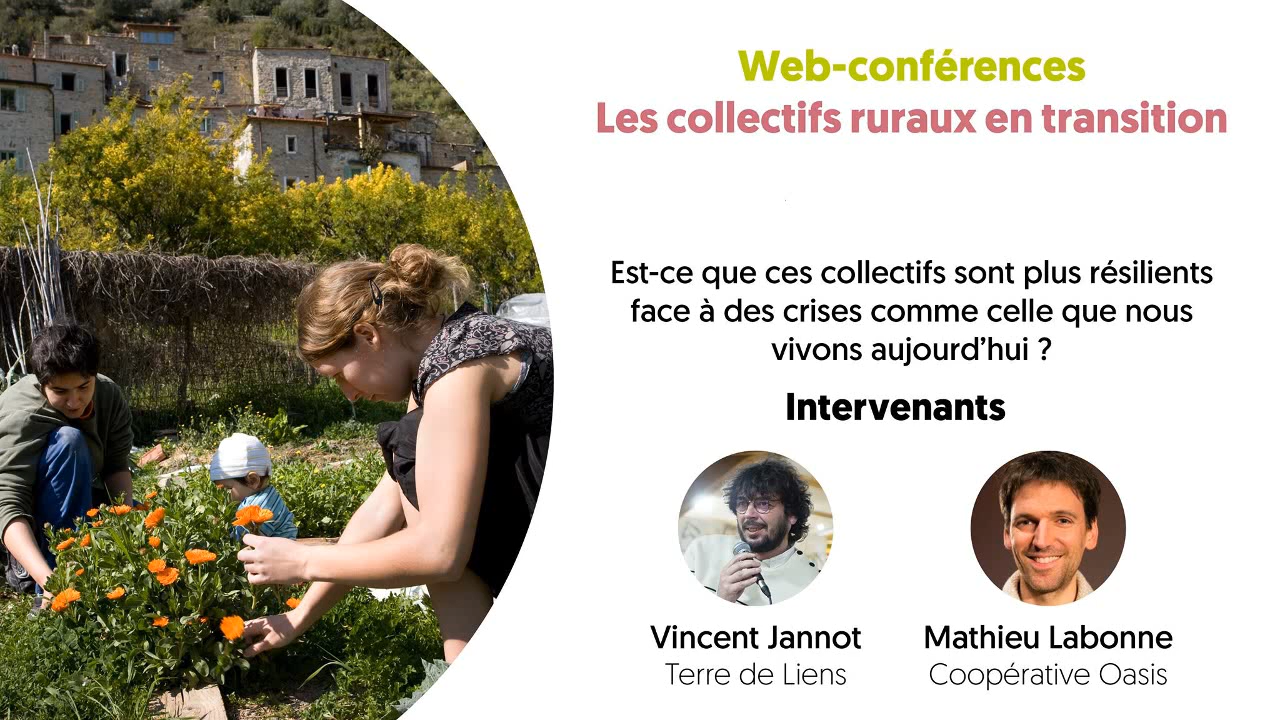 Web-conférences
Les collectifs ruraux en transition
Est-ce que ces collectifs sont plus résilients
face à des crises comme celle que nous
vivons aujourd’hui ?
Intervenants
Vincent Jannot
Terre de Liens
Mathieu Labonne
Coopérative Oasis